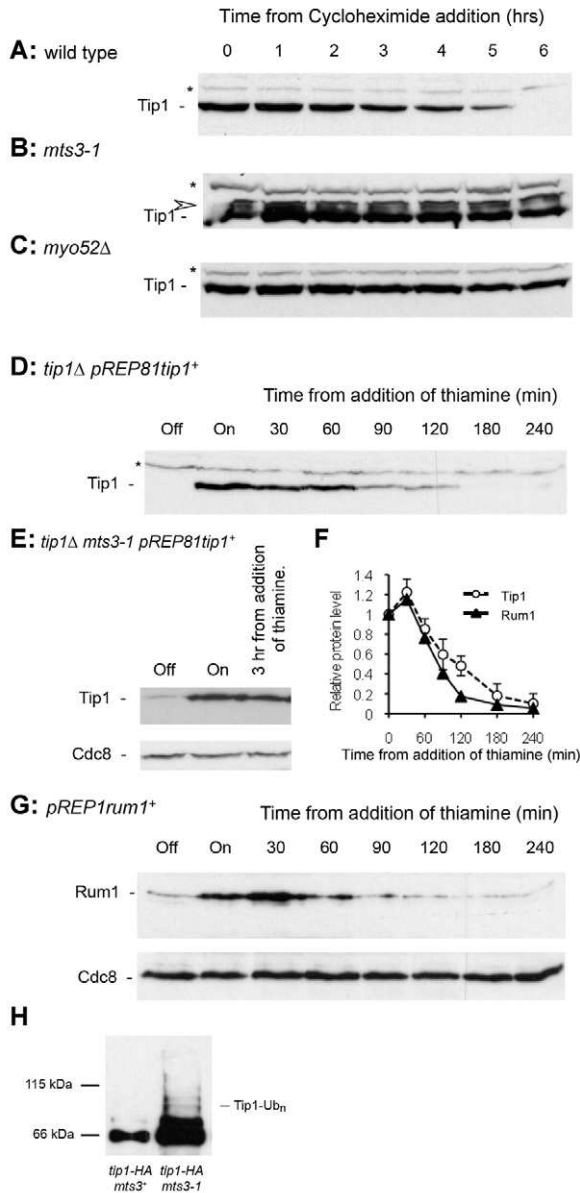 Time from Cycloheximide addition (hrs)
A: wild type 0 1 2 3 4 5 6
*
Tip1 -
B: mts3-1
*
Tip1 -
C: myo52Δ
*
Tip1 -
D: tip1Δ pREP81tip1⁺
Time from addition of thiamine (min)
Off On 30 60 90 120 180 240
*
Tip1 -
E: tip1Δ mts3-1 pREP81tip1⁺
Off On 3 hr from addition of thiamine.
Tip1 -
Cdc8 -
F
Relative protein level
1.4
1.2
1
0.8
0.6
0.4
0.2
0
Tip1
Rum1
0 60 120 180 240
Time from addition of thiamine (min)
G: pREP1rum1⁺
Time from addition of thiamine (min)
Off On 30 60 90 120 180 240
Rum1 -
Cdc8 -
H
115 kDa
Tip1-Ubn
66 kDa
tip1-HA tip1-HA
mts3⁺ mts3-1